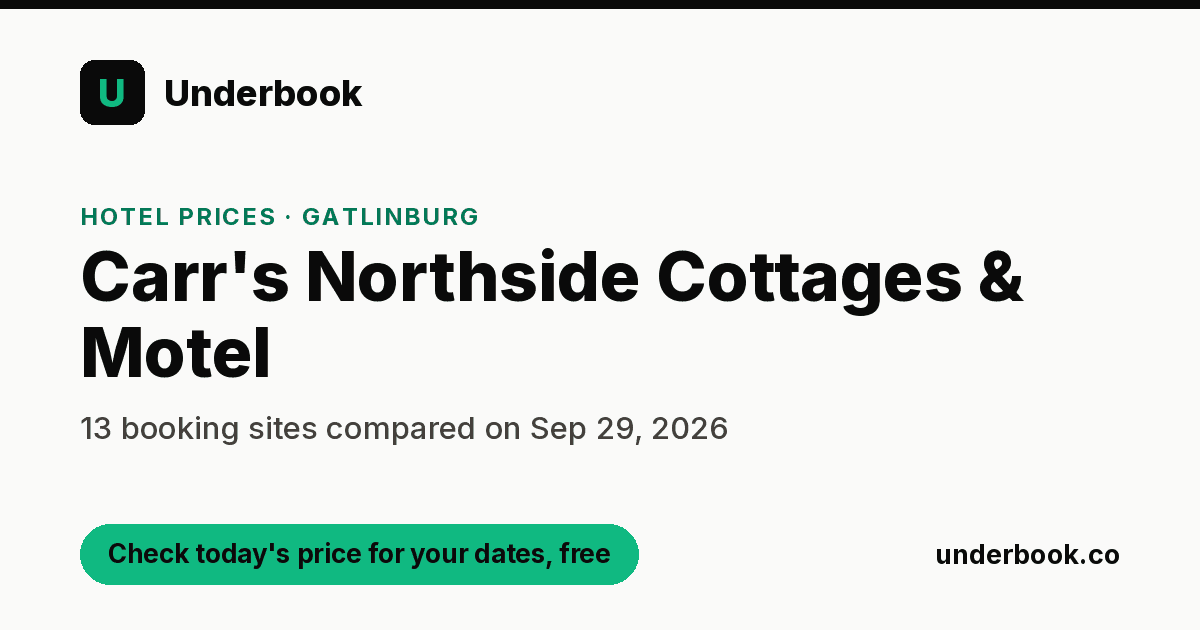 U Underbook
HOTEL PRICES · GATLINBURG
Carr's Northside Cottages &
Motel
13 booking sites compared on Sep 29, 2026
Check today's price for your dates, free
underbook.co